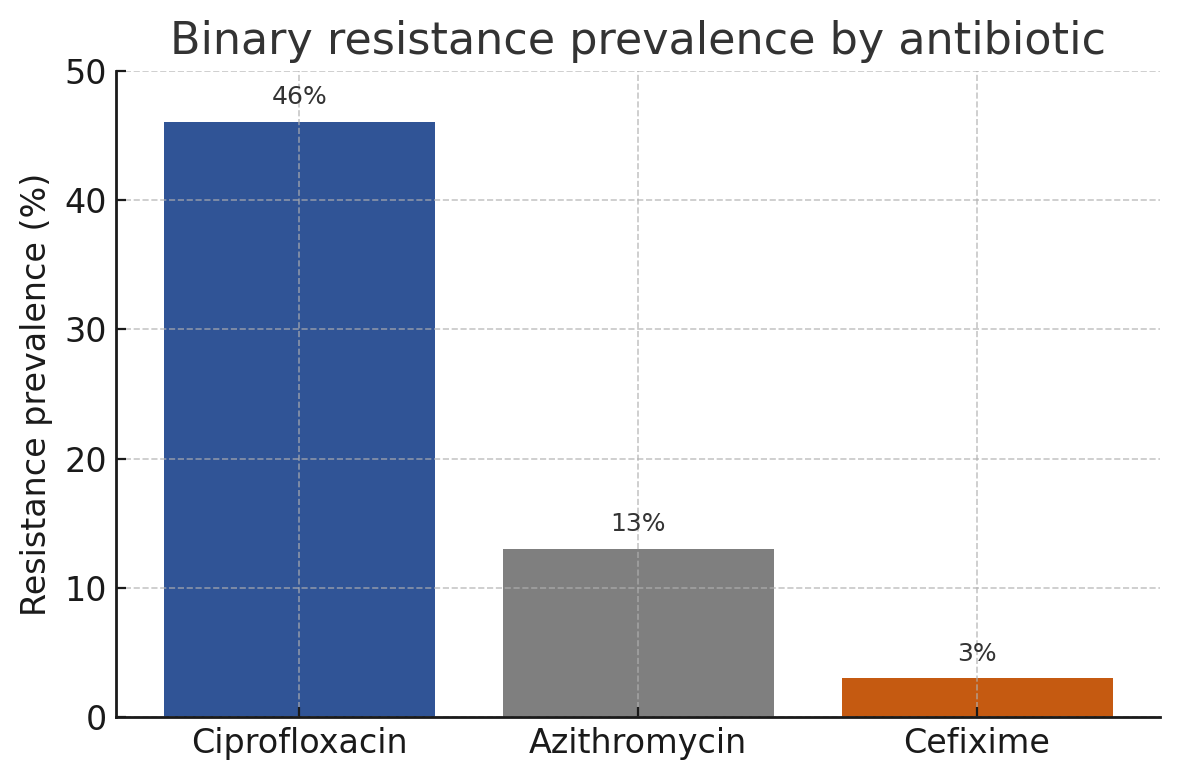 Binary resistance prevalence by antibiotic
Resistance prevalence (%)
50
40
30
20
10
0
46%
13%
3%
Ciprofloxacin
Azithromycin
Cefixime